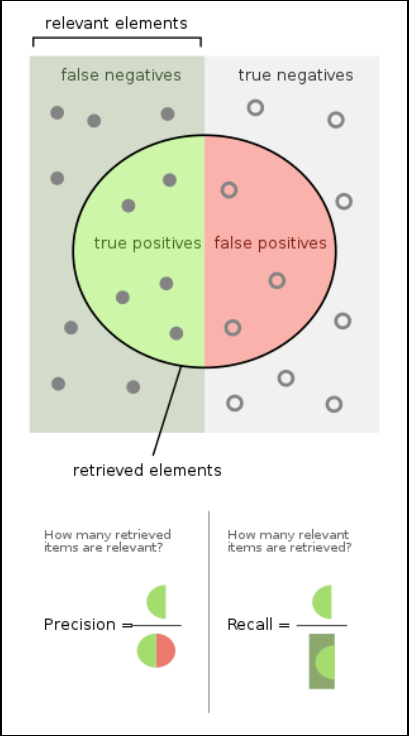 relevant elements
false negatives
true negatives
true positives
false positives
retrieved elements
How many retrieved
items are relevant?
Precision =
How many relevant
items are retrieved?
Recall =